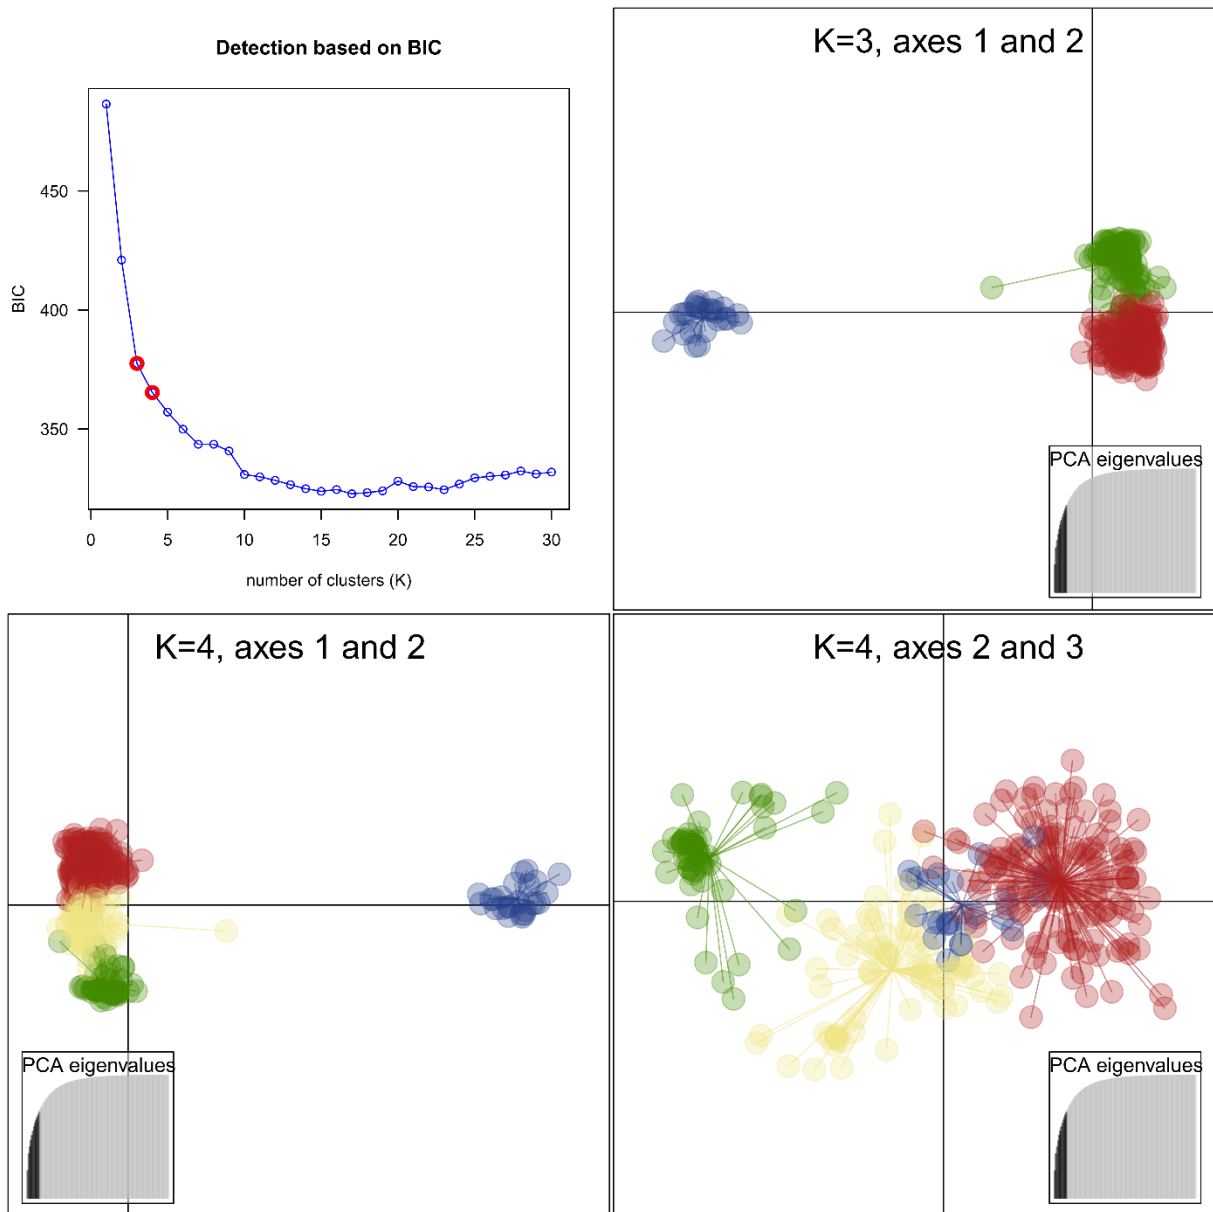 Detection based on BIC
BIC
450
400
350
0 5 10 15 20 25 30
number of clusters (K)
K=3, axes 1 and 2
PCA eigenvalues
K=4, axes 1 and 2
PCA eigenvalues
K=4, axes 2 and 3
PCA eigenvalues